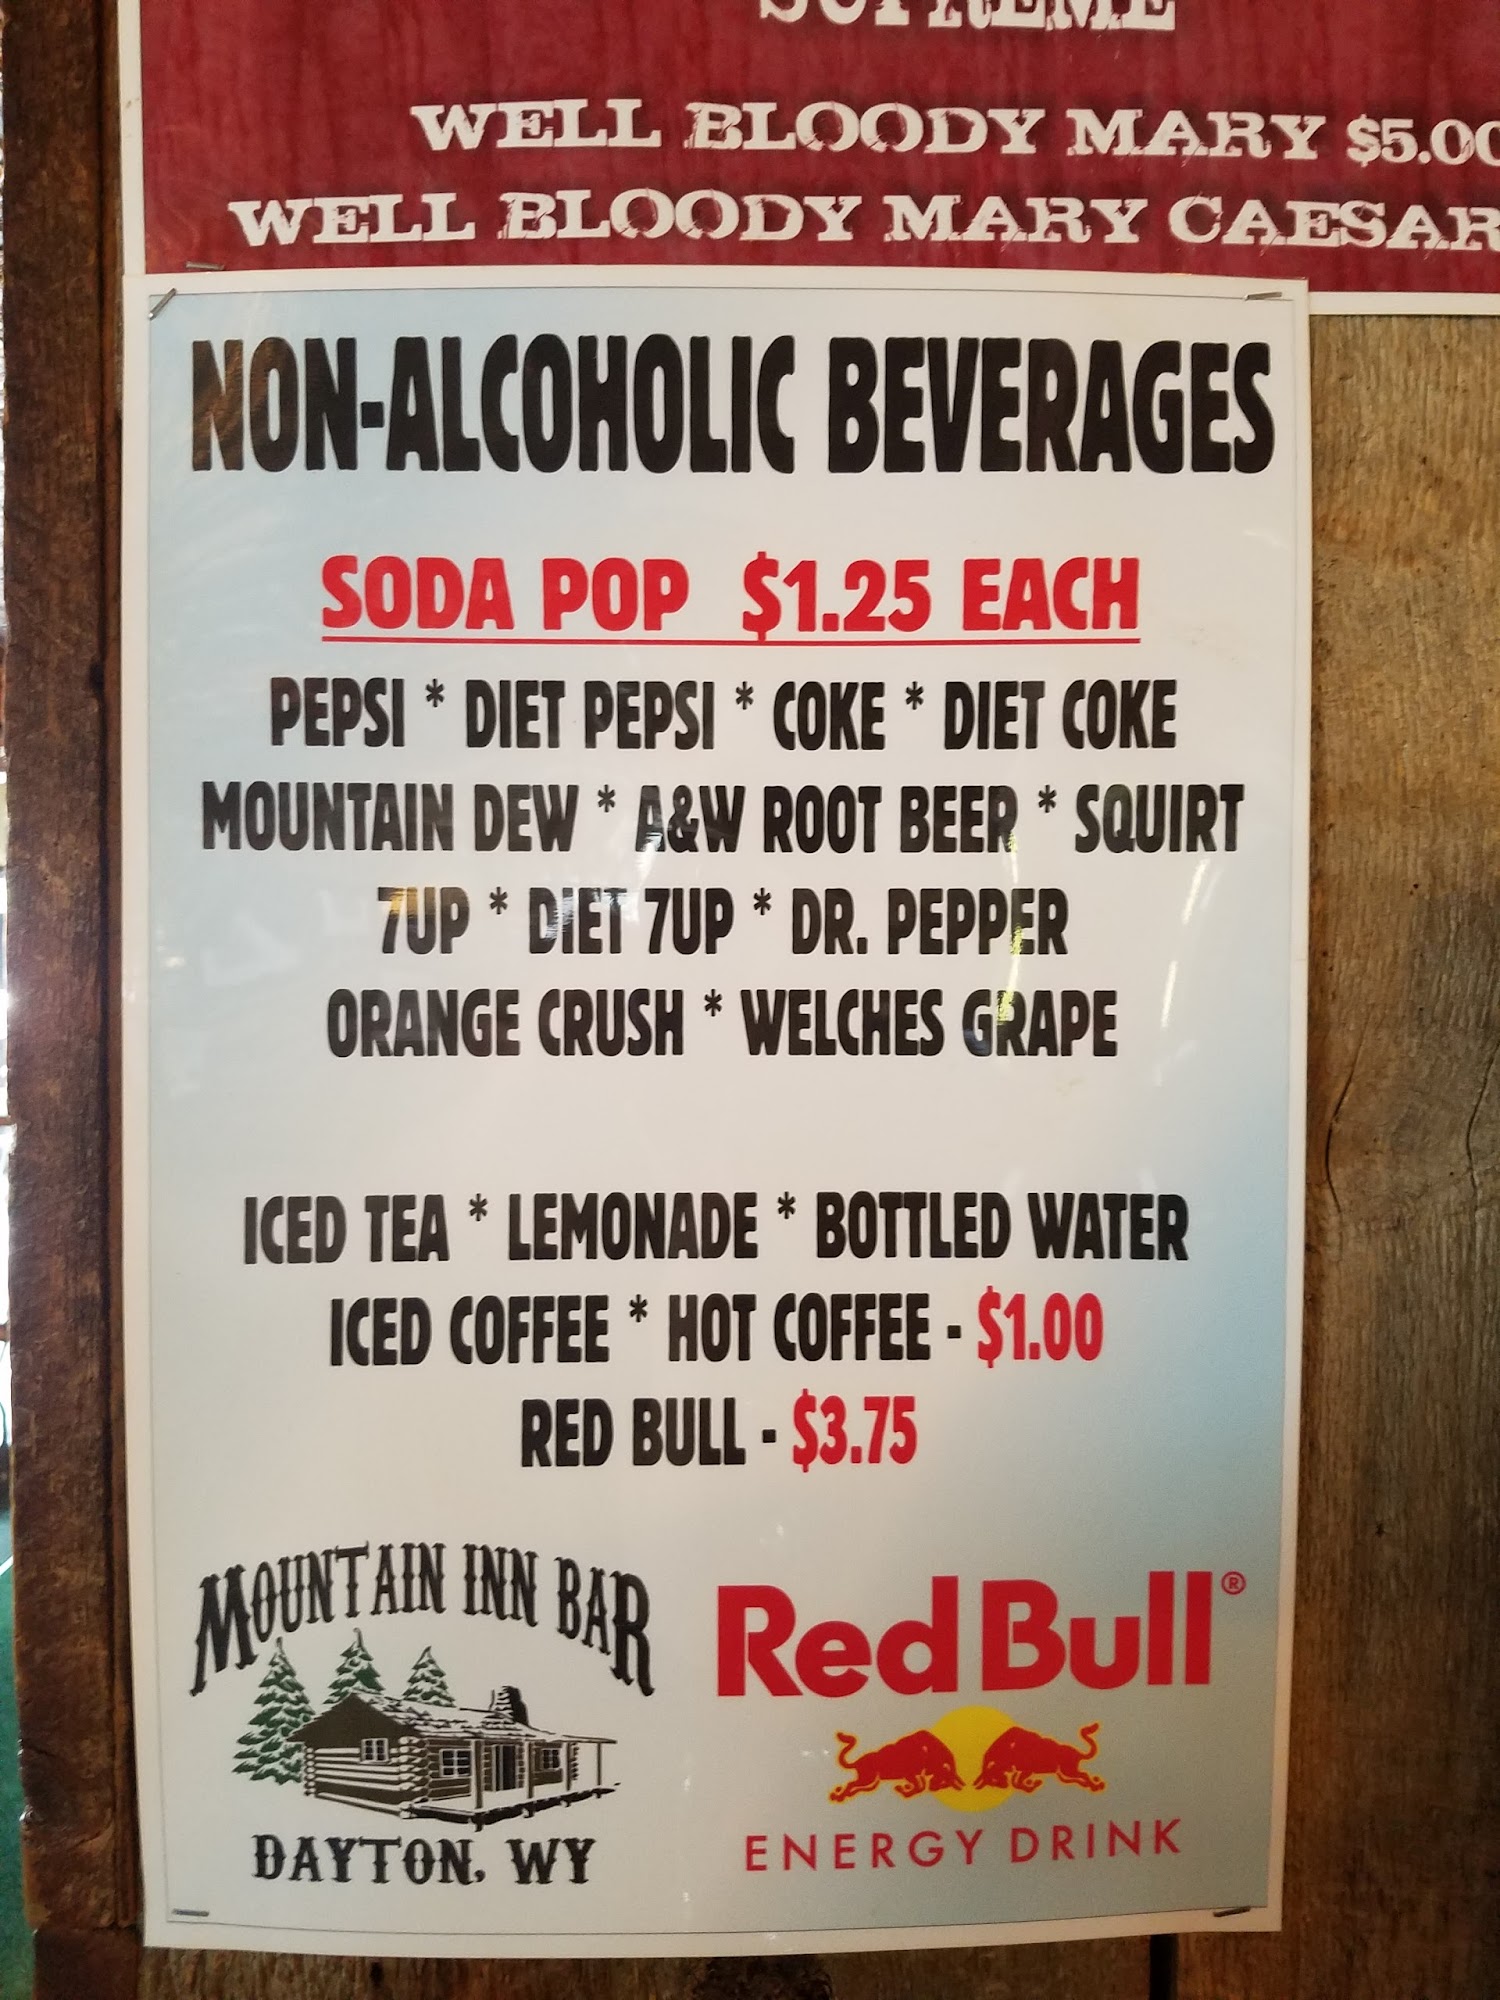 SUPREME
WELL BLOODY MARY $5.00
WELL BLOODY MARY CAESAR
NON-ALCOHOLIC BEVERAGES
SODA POP $1.25 EACH
PEPSI * DIET PEPSI * COKE * DIET COKE
MOUNTAIN DEW * A&W ROOT BEER * SQUIRT
7UP * DIET 7UP * DR. PEPPER
ORANGE CRUSH * WELCHES GRAPE
ICED TEA * LEMONADE * BOTTLED WATER
ICED COFFEE * HOT COFFEE - $1.00
RED BULL - $3.75
MOUNTAIN INN BAR
DAYTON, WY
Red Bull®
ENERGY DRINK